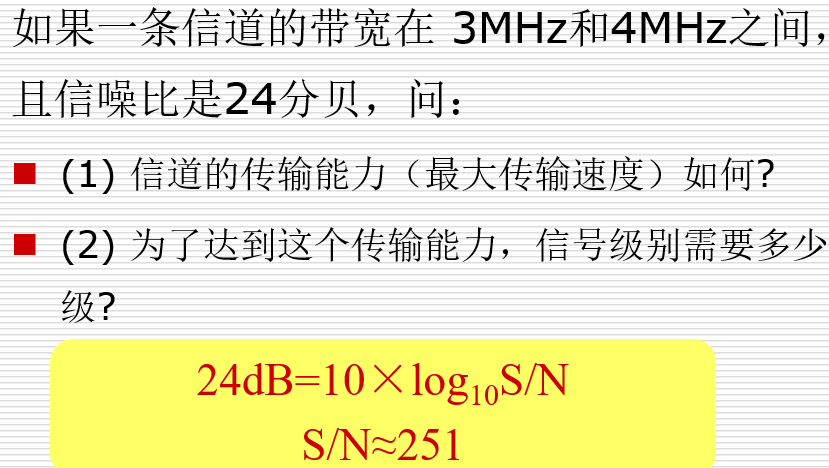 如果一条信道的带宽在 3MHz和4MHz之间，
且信噪比是24分贝，问：
(1) 信道的传输能力（最大传输速度）如何?
(2) 为了达到这个传输能力，信号级别需要多少
级?
24dB=10×log₁₀S/N
S/N≈251